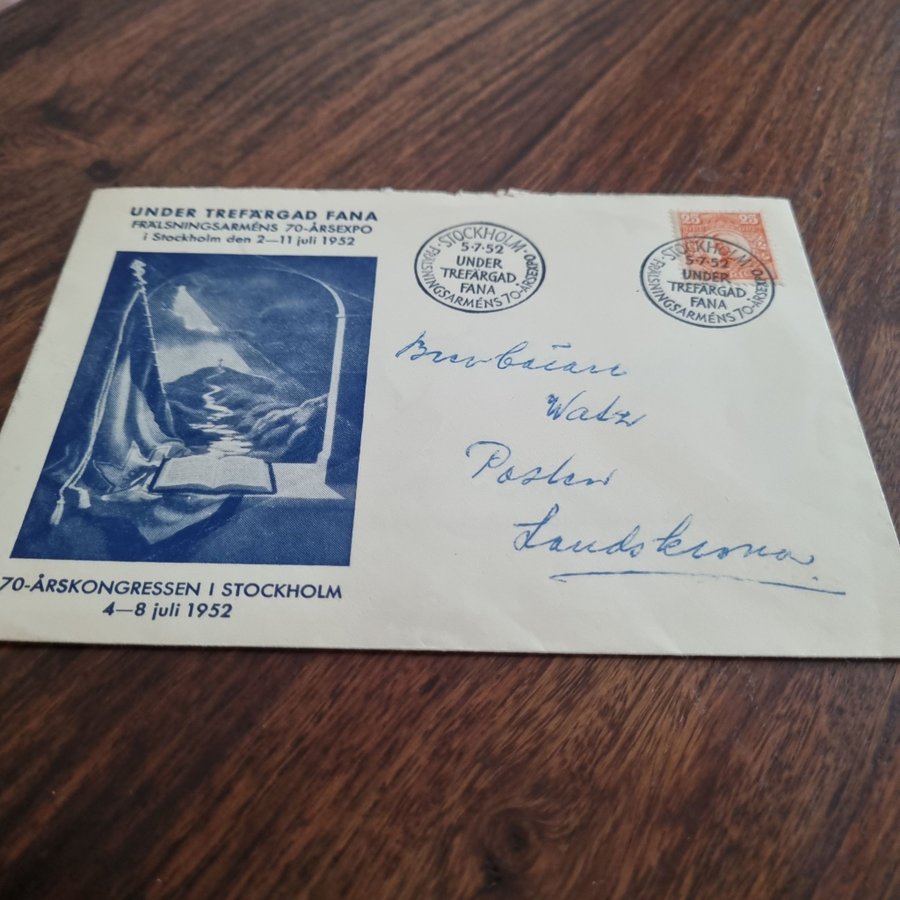 UNDER TREFÄRGAD FANA
FRÄLSNINGSARMÉNS 70-ÅRSEXPO
i Stockholm den 2—11 juli 1952
70-ÅRSKONGRESSEN I STOCKHOLM
4—8 juli 1952
STOCKHOLM
5·7·52
UNDER
TREFÄRGAD
FANA
FRÄLSNINGSARMÉNS 70-ÅRSEXPO
25 25
STOCKHOLM
5·7·52
UNDER
TREFÄRGAD
FANA
FRÄLSNINGSARMÉNS 70-ÅRSEXPO
Brevbäraren
Watz
Posten
Landskrona